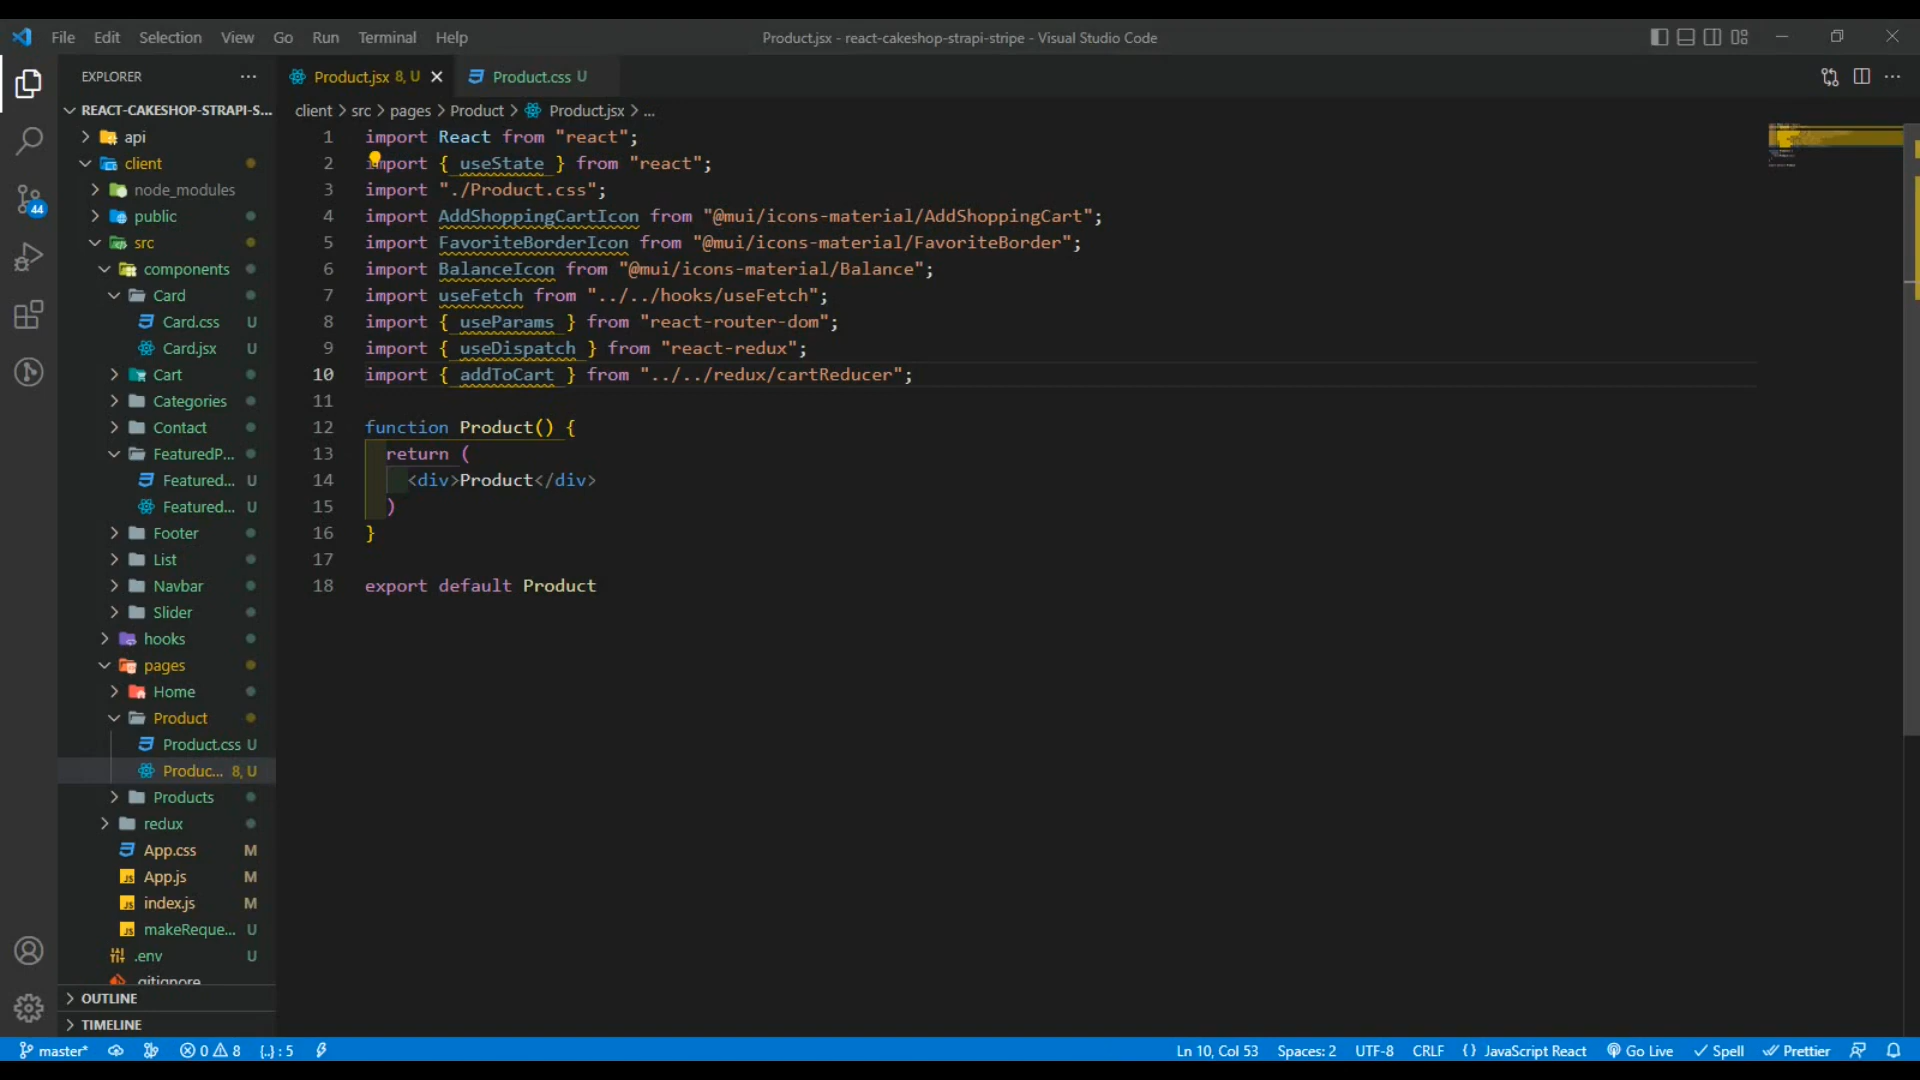 File Edit Selection View Go Run Terminal Help
Product.jsx - react-cakeshop-strapi-stripe - Visual Studio Code
EXPLORER
Product.jsx 8, U
Product.css U
REACT-CAKESHOP-STRAPI-S...
client > src > pages > Product > Product.jsx > ...
api
client
node_modules
public
src
components
Card
Card.css U
Card.jsx U
Cart
Categories
Contact
FeaturedP...
Featured... U
Featured... U
Footer
List
Navbar
Slider
hooks
pages
Home
Product
Product.css U
Produc... 8, U
Products
redux
App.css M
App.js M
index.js M
makeReque... U
.env U
.gitignore
OUTLINE
TIMELINE
44
1 import React from "react";
2 import { useState } from "react";
3 import "./Product.css";
4 import AddShoppingCartIcon from "@mui/icons-material/AddShoppingCart";
5 import FavoriteBorderIcon from "@mui/icons-material/FavoriteBorder";
6 import BalanceIcon from "@mui/icons-material/Balance";
7 import useFetch from "../../hooks/useFetch";
8 import { useParams } from "react-router-dom";
9 import { useDispatch } from "react-redux";
10 import { addToCart } from "../../redux/cartReducer";
11
12 function Product() {
13 return (
14 <div>Product</div>
15 )
16 }
17
18 export default Product
master* 0 8 {..} : 5
Ln 10, Col 53 Spaces: 2 UTF-8 CRLF {} JavaScript React Go Live Spell Prettier